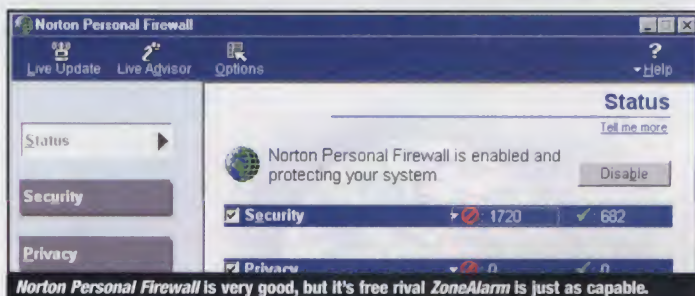 Norton Personal Firewall
Live Update Live Advisor Options ?
Help
Status
Tell me more
Status
Norton Personal Firewall is enabled and
protecting your system
Disable
Security
Security 1720 682
Privacy
Privacy 0 0
Norton Personal Firewall is very good, but it's free rival ZoneAlarm is just as capable.